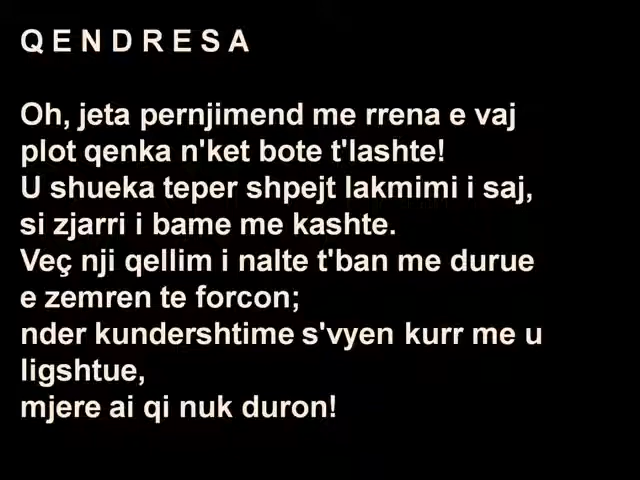 Q E N D R E S A
Oh, jeta pernjimend me rrena e vaj
plot qenka n'ket bote t'lashte!
U shueka teper shpejt lakmimi i saj,
si zjarri i bame me kashte.
Veç nji qellim i nalte t'ban me durue
e zemren te forcon;
nder kundershtime s'vyen kurr me u
ligshtue,
mjere ai qi nuk duron!